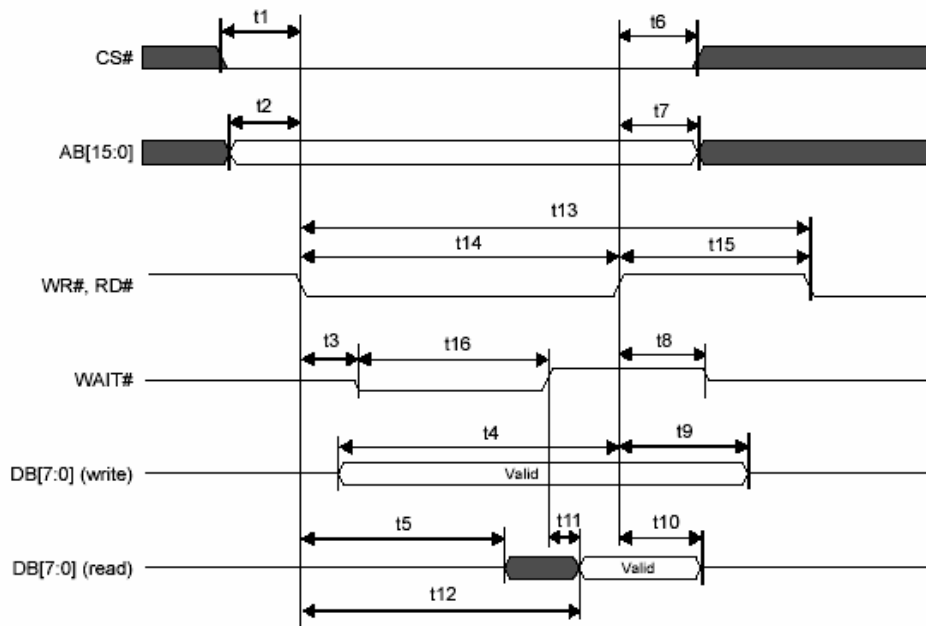 t1
t6
CS#
t2
t7
AB[15:0]
t13
t14
t15
WR#, RD#
t3
t16
t8
WAIT#
t4
t9
DB[7:0] (write)
Valid
t5
t11
t10
DB[7:0] (read)
Valid
t12